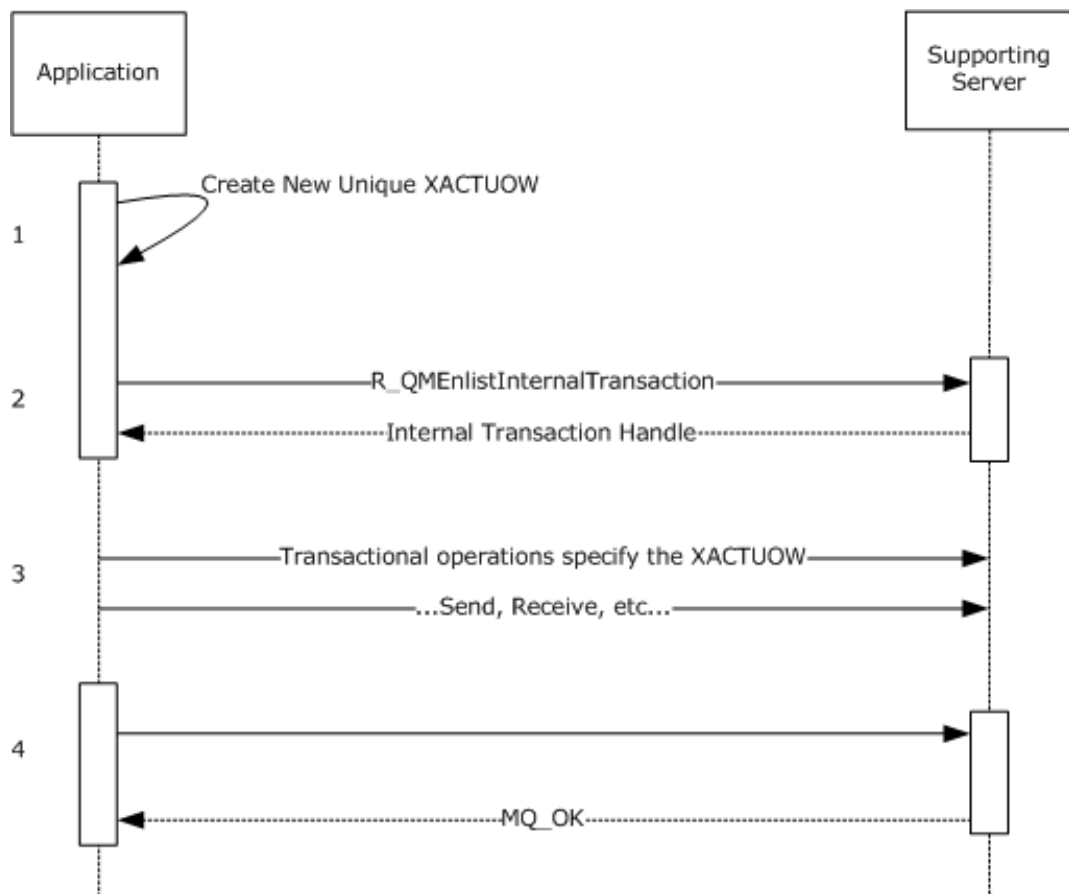 Application
Supporting
Server
Create New Unique XACTUOW
1
R_QMEnlistInternalTransaction
2
Internal Transaction Handle
Transactional operations specify the XACTUOW
3
...Send, Receive, etc...
4
MQ_OK